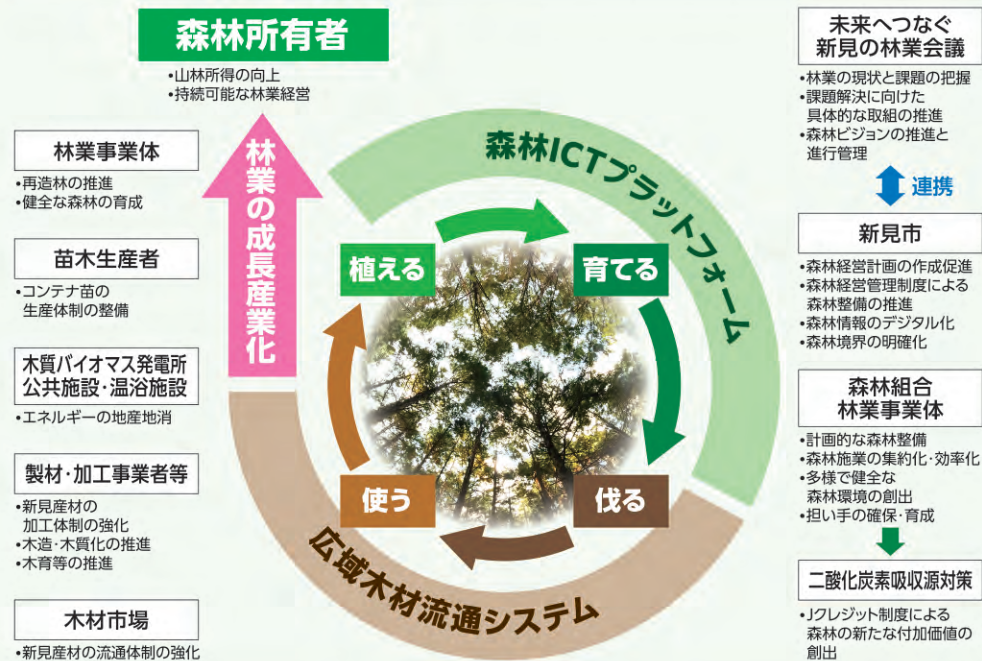 森林所有者
•山林所得の向上
•持続可能な林業経営
林業の成長産業化
林業事業体
•再造林の推進
•健全な森林の育成
苗木生産者
•コンテナ苗の
生産体制の整備
木質バイオマス発電所
公共施設・温浴施設
•エネルギーの地産地消
製材・加工事業者等
•新見産材の
加工体制の強化
•木造・木質化の推進
•木育等の推進
木材市場
•新見産材の流通体制の強化
森林ICTプラットフォーム
植える
育てる
伐る
使う
広域木材流通システム
未来へつなぐ
新見の林業会議
•林業の現状と課題の把握
•課題解決に向けた
具体的な取組の推進
•森林ビジョンの推進と
進行管理
連携
新見市
•森林経営計画の作成促進
•森林経営管理制度による
森林整備の推進
•森林情報のデジタル化
•森林境界の明確化
森林組合
林業事業体
•計画的な森林整備
•森林施業の集約化・効率化
•多様で健全な
森林環境の創出
•担い手の確保・育成
二酸化炭素吸収源対策
•Jクレジット制度による
森林の新たな付加価値の
創出